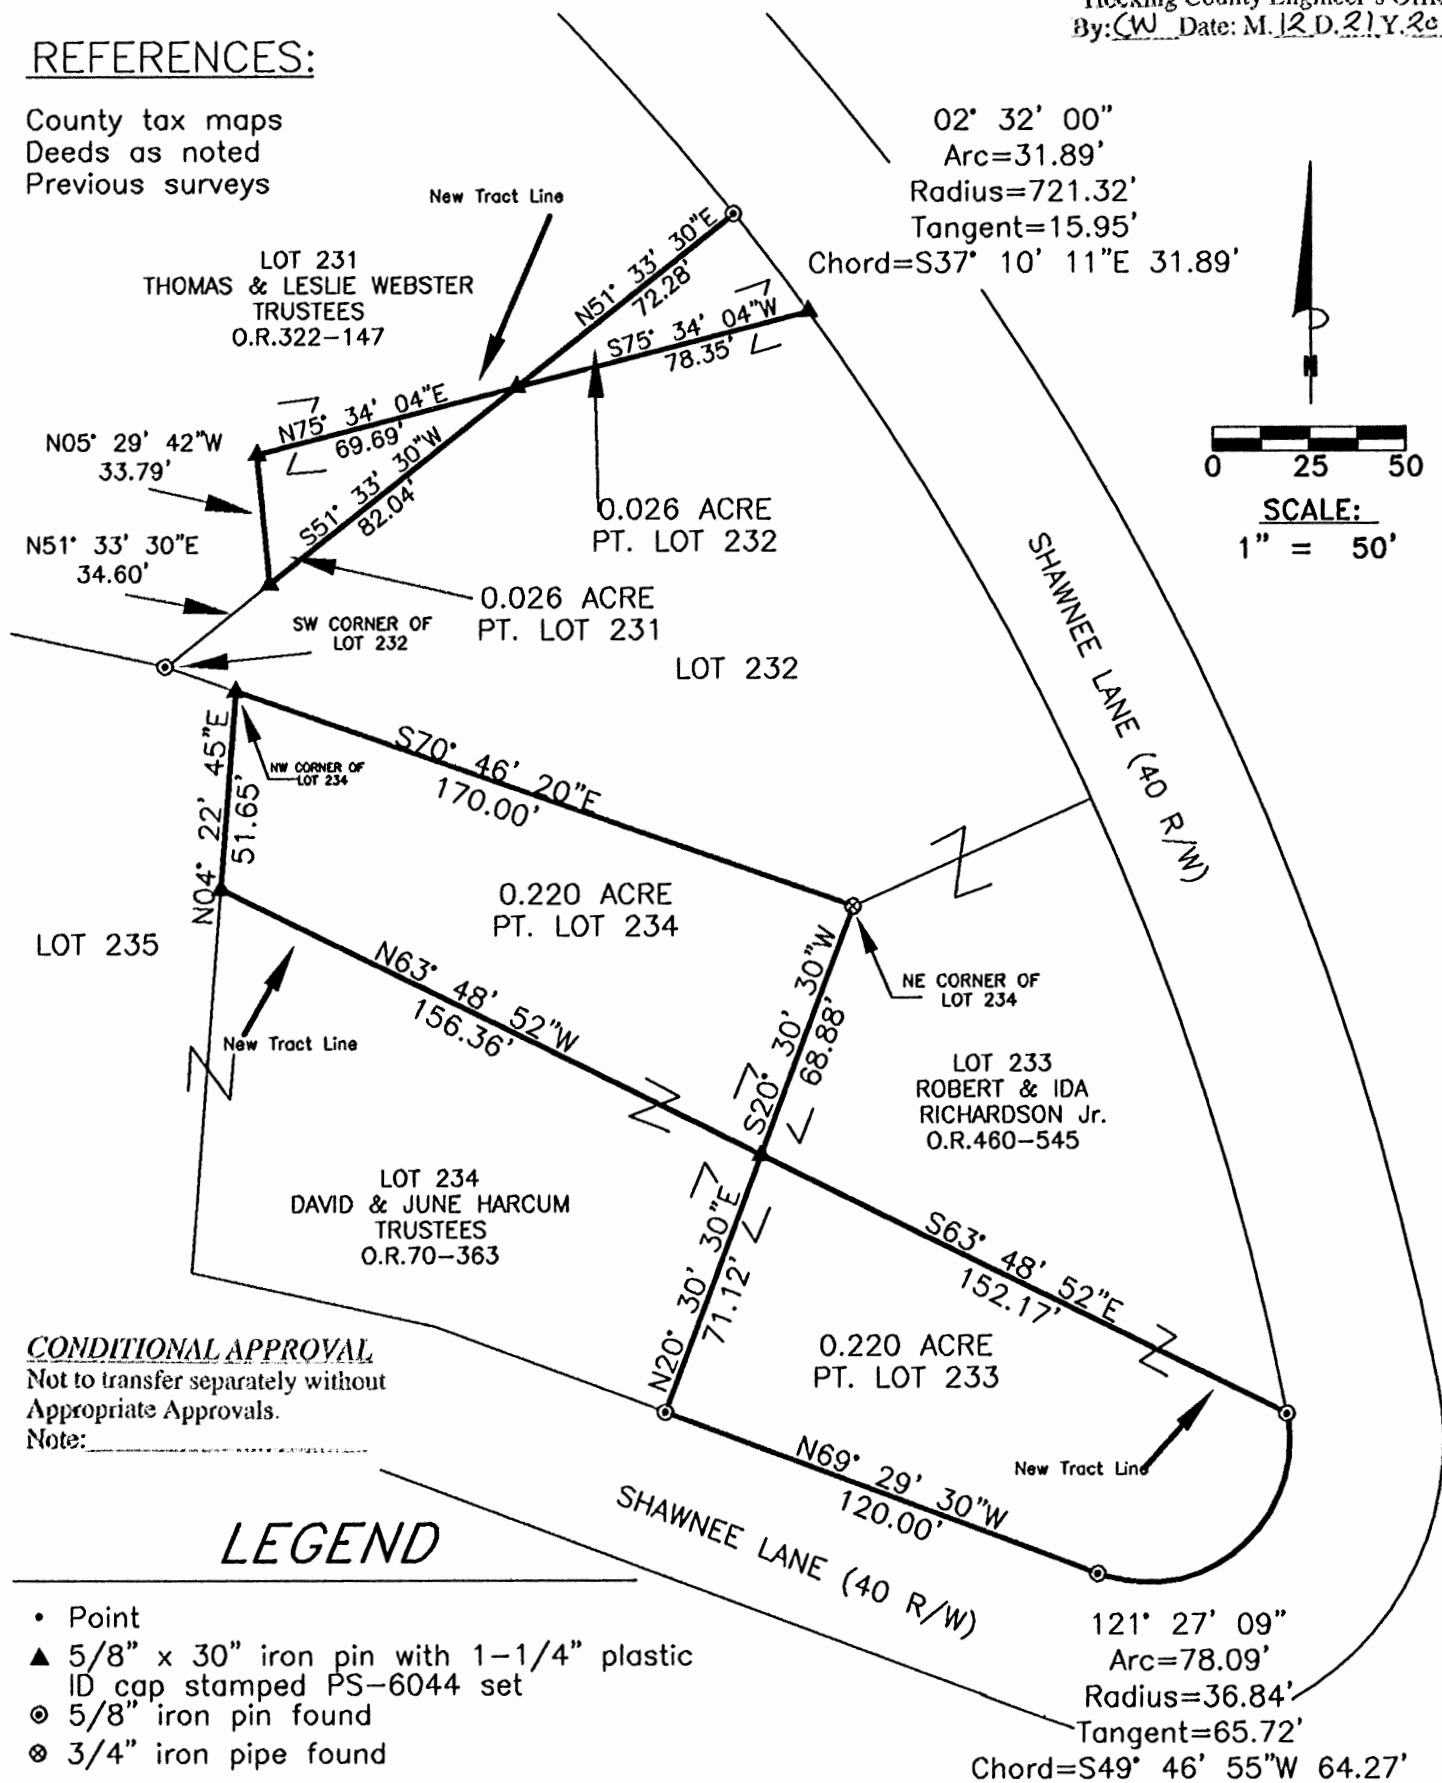 Hocking County Engineer's Offi
By: CW Date: M.12 D.21 Y.20
REFERENCES:
County tax maps
Deeds as noted
Previous surveys
02° 32' 00"
Arc=31.89'
Radius=721.32'
Tangent=15.95'
Chord=S37° 10' 11"E 31.89'
New Tract Line
LOT 231
THOMAS & LESLIE WEBSTER
TRUSTEES
O.R.322-147
N51° 33' 30"E
72.28'
S75° 34' 04"W
78.35'
N75° 34' 04"E
69.69'
S51° 33' 30"W
82.04'
N05° 29' 42"W
33.79'
N51° 33' 30"E
34.60'
N
0 25 50
SCALE:
1" = 50'
0.026 ACRE
PT. LOT 232
0.026 ACRE
PT. LOT 231
SW CORNER OF
LOT 232
LOT 232
SHAWNEE LANE (40 R/W)
NW CORNER OF
LOT 234
S70° 46' 20"E
170.00'
N04° 22' 45"E
51.65'
0.220 ACRE
PT. LOT 234
LOT 235
N63° 48' 52"W
156.36'
New Tract Line
S20° 30' 30"W
68.88'
NE CORNER OF
LOT 234
LOT 233
ROBERT & IDA
RICHARDSON Jr.
O.R.460-545
LOT 234
DAVID & JUNE HARCUM
TRUSTEES
O.R.70-363
N20° 30' 30"E
71.12'
S63° 48' 52"E
152.17'
0.220 ACRE
PT. LOT 233
New Tract Line
N69° 29' 30"W
120.00'
SHAWNEE LANE (40 R/W)
CONDITIONAL APPROVAL
Not to transfer separately without
Appropriate Approvals.
Note:
LEGEND
• Point
▲ 5/8" x 30" iron pin with 1-1/4" plastic
ID cap stamped PS-6044 set
◉ 5/8" iron pin found
⊗ 3/4" iron pipe found
121° 27' 09"
Arc=78.09'
Radius=36.84'
Tangent=65.72'
Chord=S49° 46' 55"W 64.27'